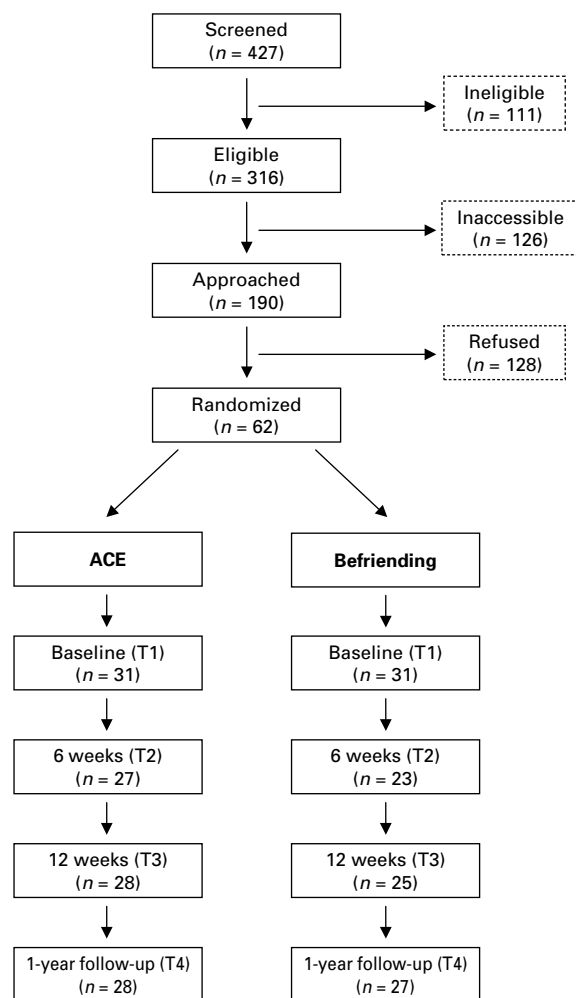 Screened
(n = 427)
Ineligible
(n = 111)
Eligible
(n = 316)
Inaccessible
(n = 126)
Approached
(n = 190)
Refused
(n = 128)
Randomized
(n = 62)
ACE
Baseline (T1)
(n = 31)
6 weeks (T2)
(n = 27)
12 weeks (T3)
(n = 28)
1-year follow-up (T4)
(n = 28)
Befriending
Baseline (T1)
(n = 31)
6 weeks (T2)
(n = 23)
12 weeks (T3)
(n = 25)
1-year follow-up (T4)
(n = 27)